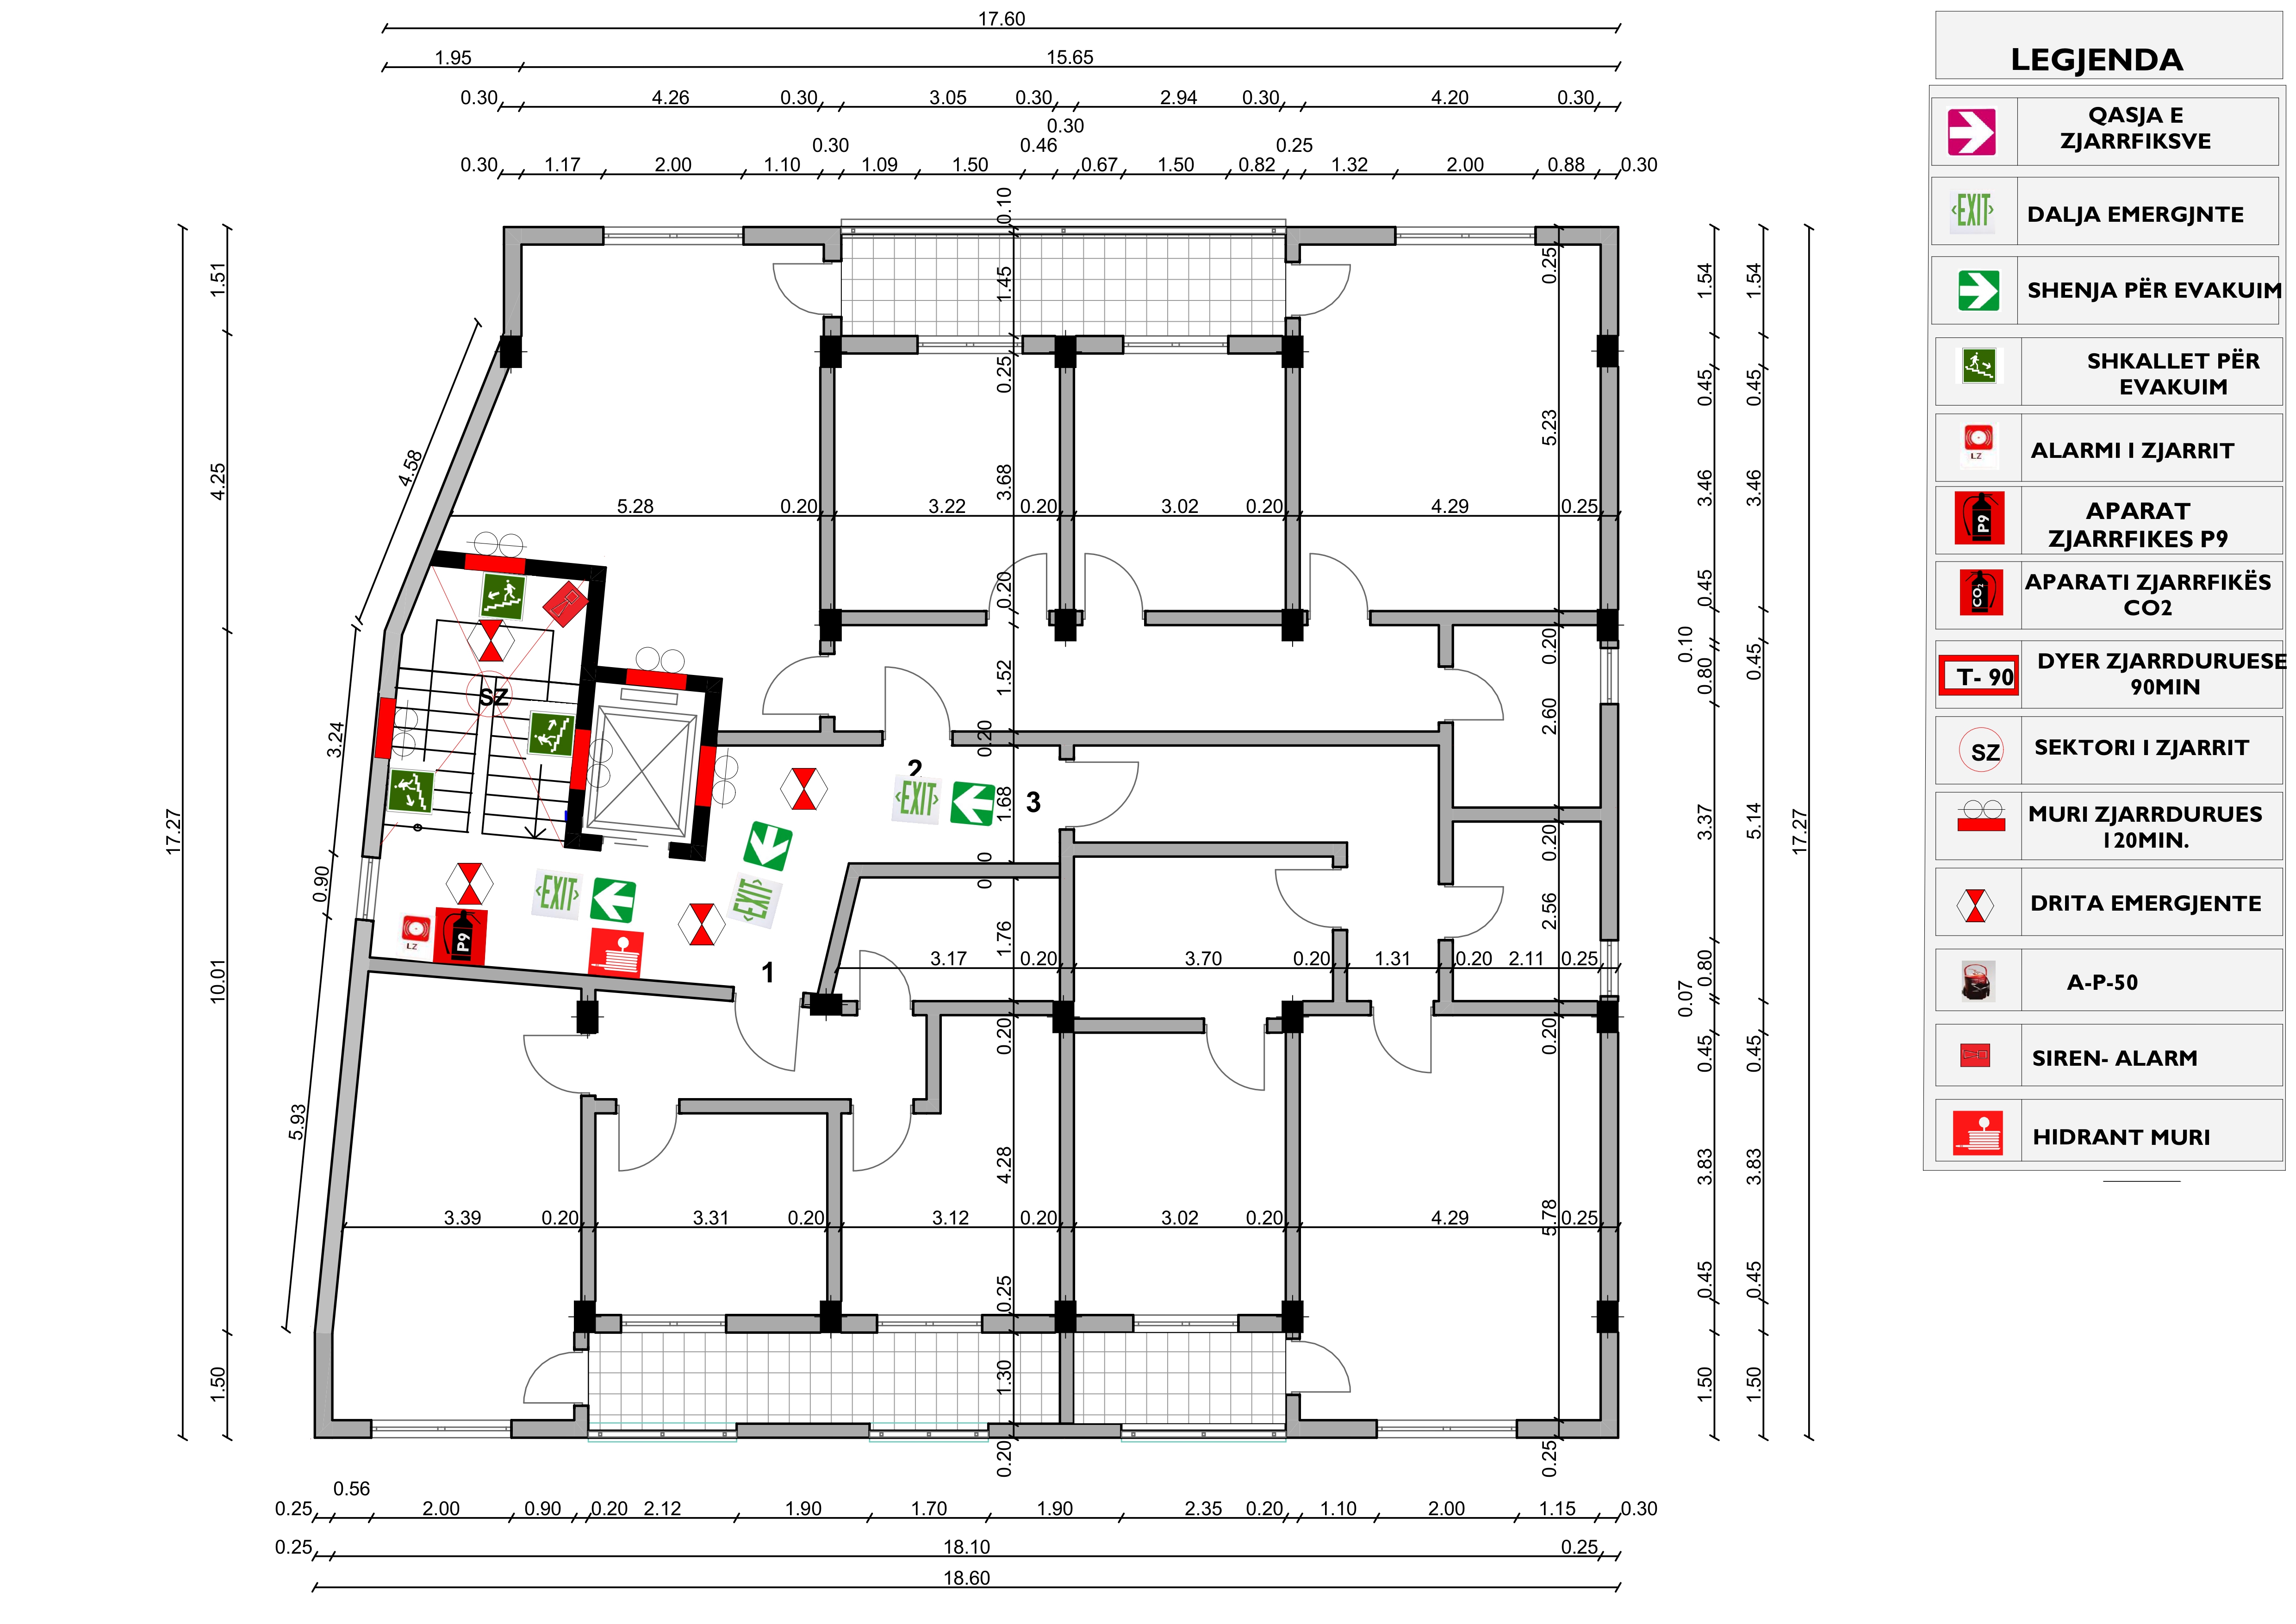 17.60
1.95 15.65
0.30 4.26 0.30 3.05 0.30 2.94 0.30 4.20 0.30
0.30
0.30 0.46 0.25
0.30 1.17 2.00 1.10 1.09 1.50 0.67 1.50 0.82 1.32 2.00 0.88 0.30
17.27
1.51
4.25
10.01
1.50
4.58
3.24
0.90
5.93
0.10
1.45
0.25
3.68
0.20
1.52
0.20
1.68
1.76
0.20
4.28
0.25
1.30
0.20
5.28 0.20 3.22 0.20 3.02 0.20 4.29 0.25
SZ
2
3
EXIT
EXIT
EXIT
LZ
P9
1
3.17 0.20 3.70 0.20 1.31 0.20 2.11 0.25
3.39 0.20 3.31 0.20 3.12 0.20 3.02 0.20 4.29 0.25
0.25
5.23
0.20
2.60
0.20
2.56
0.20
5.78
0.25
1.54
0.45
3.46
0.45
0.10
0.80
3.37
0.80
0.07
0.45
3.83
0.45
1.50
1.54
0.45
3.46
0.45
5.14
0.45
3.83
0.45
1.50
17.27
0.56
0.25 2.00 0.90 0.20 2.12 1.90 1.70 1.90 2.35 0.20 1.10 2.00 1.15 0.30
0.25 18.10 0.25
18.60
LEGJENDA
QASJA E
ZJARRFIKSVE
EXIT
DALJA EMERGJNTE
SHENJA PËR EVAKUIM
SHKALLET PËR
EVAKUIM
LZ
ALARMI I ZJARRIT
P9
APARAT
ZJARRFIKES P9
CO2
APARATI ZJARRFIKËS
CO2
T- 90
DYER ZJARRDURUESE
90MIN
SZ
SEKTORI I ZJARRIT
MURI ZJARRDURUES
120MIN.
DRITA EMERGJENTE
A-P-50
SIREN- ALARM
HIDRANT MURI